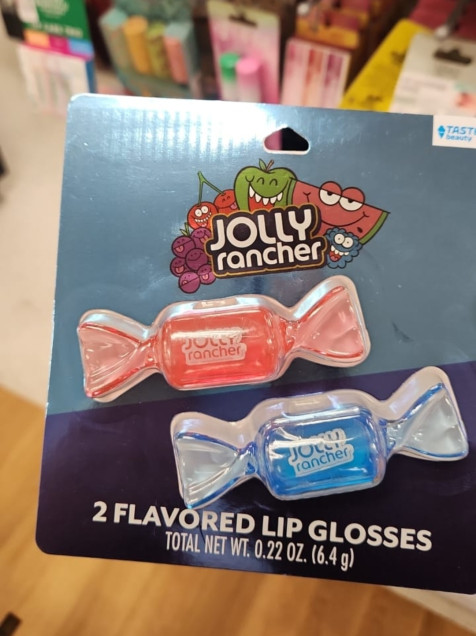 TASTE
beauty
JOLLY
rancher
JOLLY
rancher
JOLLY
rancher
2 FLAVORED LIP GLOSSES
TOTAL NET WT. 0.22 OZ. (6.4 g)